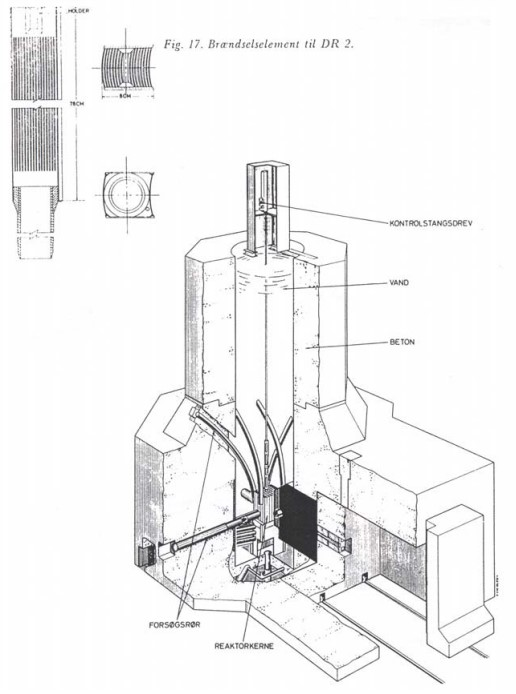 HOLDER
Fig. 17. Brændselselement til DR 2.
8CM
78CM
KONTROLSTANGSDREV
VAND
BETON
FORSØGSRØR
REAKTORKERNE